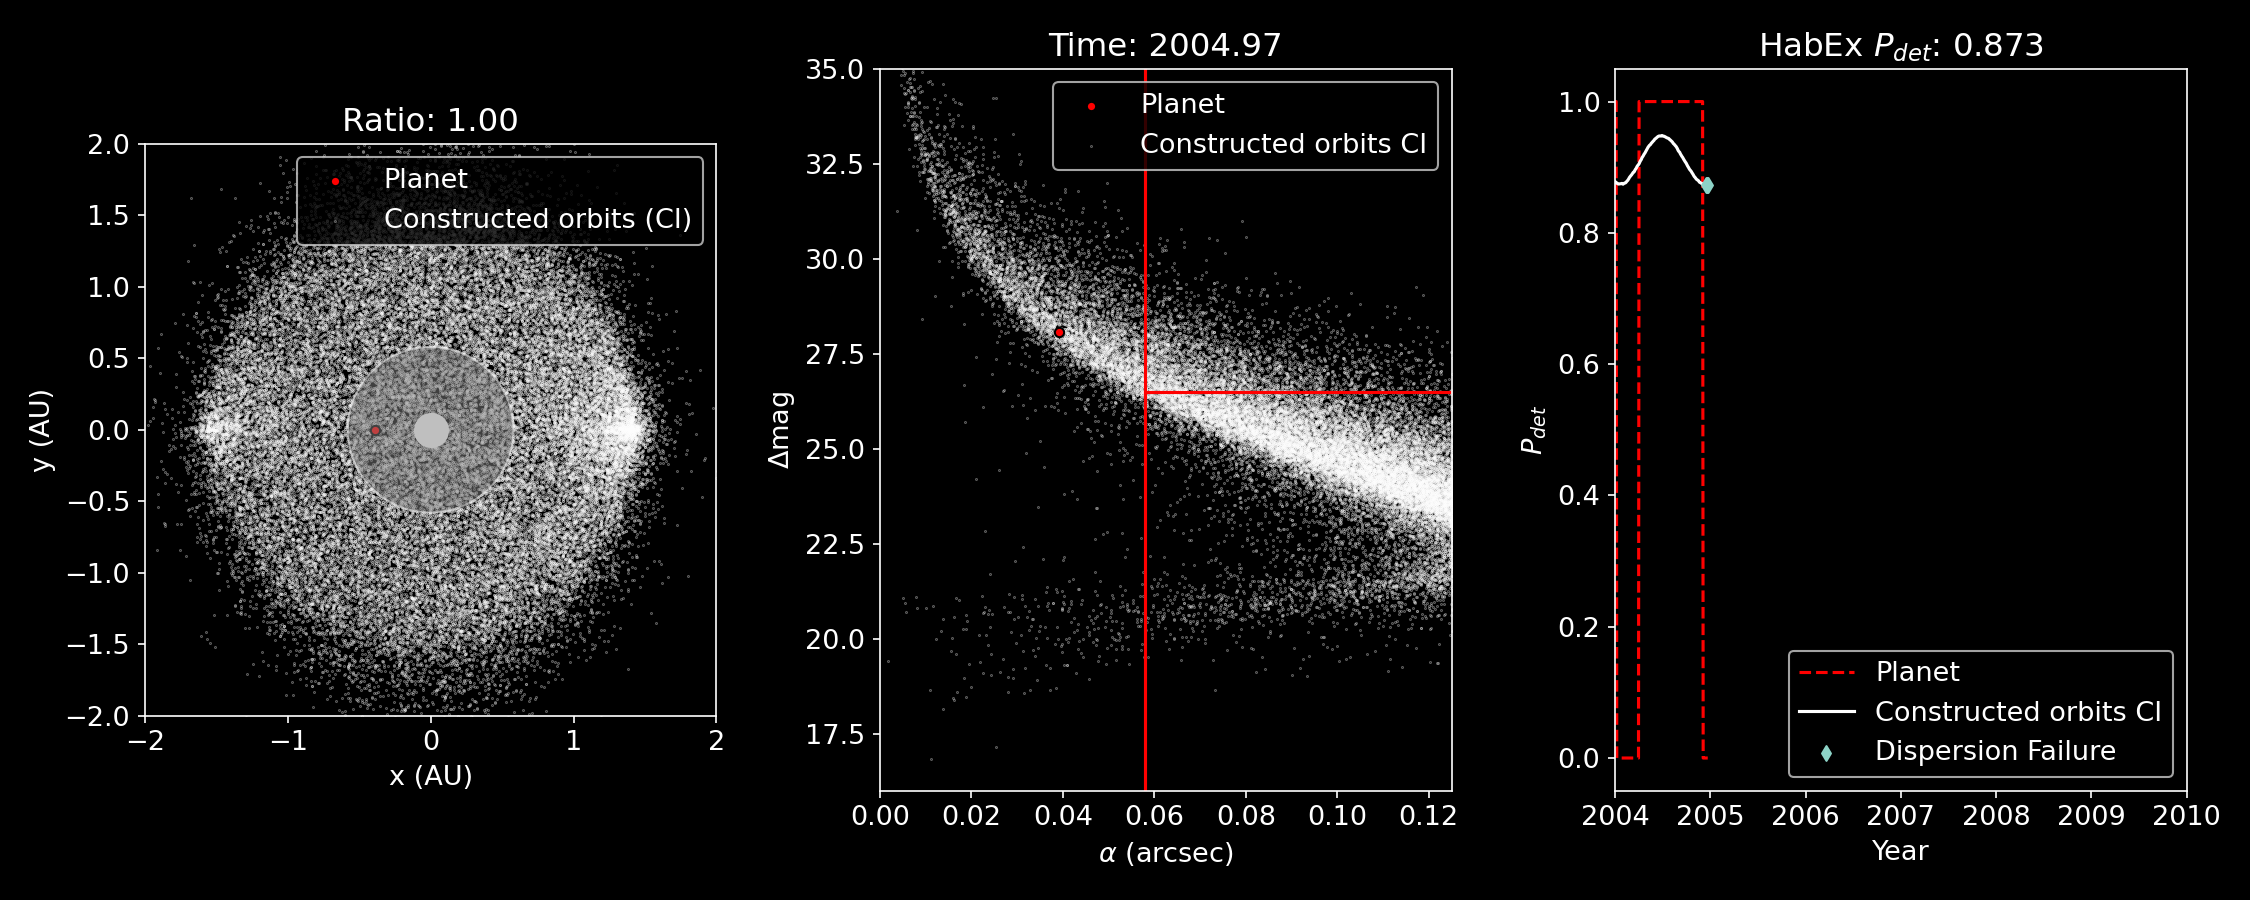 Ratio: 1.00
Planet
Constructed orbits (CI)
2.0
1.5
1.0
0.5
0.0
−0.5
−1.0
−1.5
−2.0
−2 −1 0 1 2
x (AU)
y (AU)
Time: 2004.97
Planet
Constructed orbits CI
35.0
32.5
30.0
27.5
25.0
22.5
20.0
17.5
0.00 0.02 0.04 0.06 0.08 0.10 0.12
α (arcsec)
Δmag
HabEx P_det: 0.873
1.0
0.8
0.6
0.4
0.2
0.0
Planet
Constructed orbits CI
Dispersion Failure
2004 2005 2006 2007 2008 2009 2010
Year
P_det